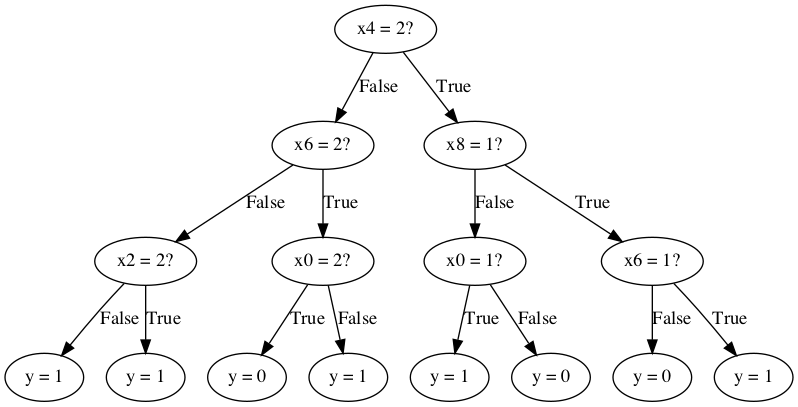 x4 = 2?
False
True
x6 = 2?
x8 = 1?
False
True
False
True
x2 = 2?
x0 = 2?
x0 = 1?
x6 = 1?
False
True
True
False
True
False
False
True
y = 1
y = 1
y = 0
y = 1
y = 1
y = 0
y = 0
y = 1